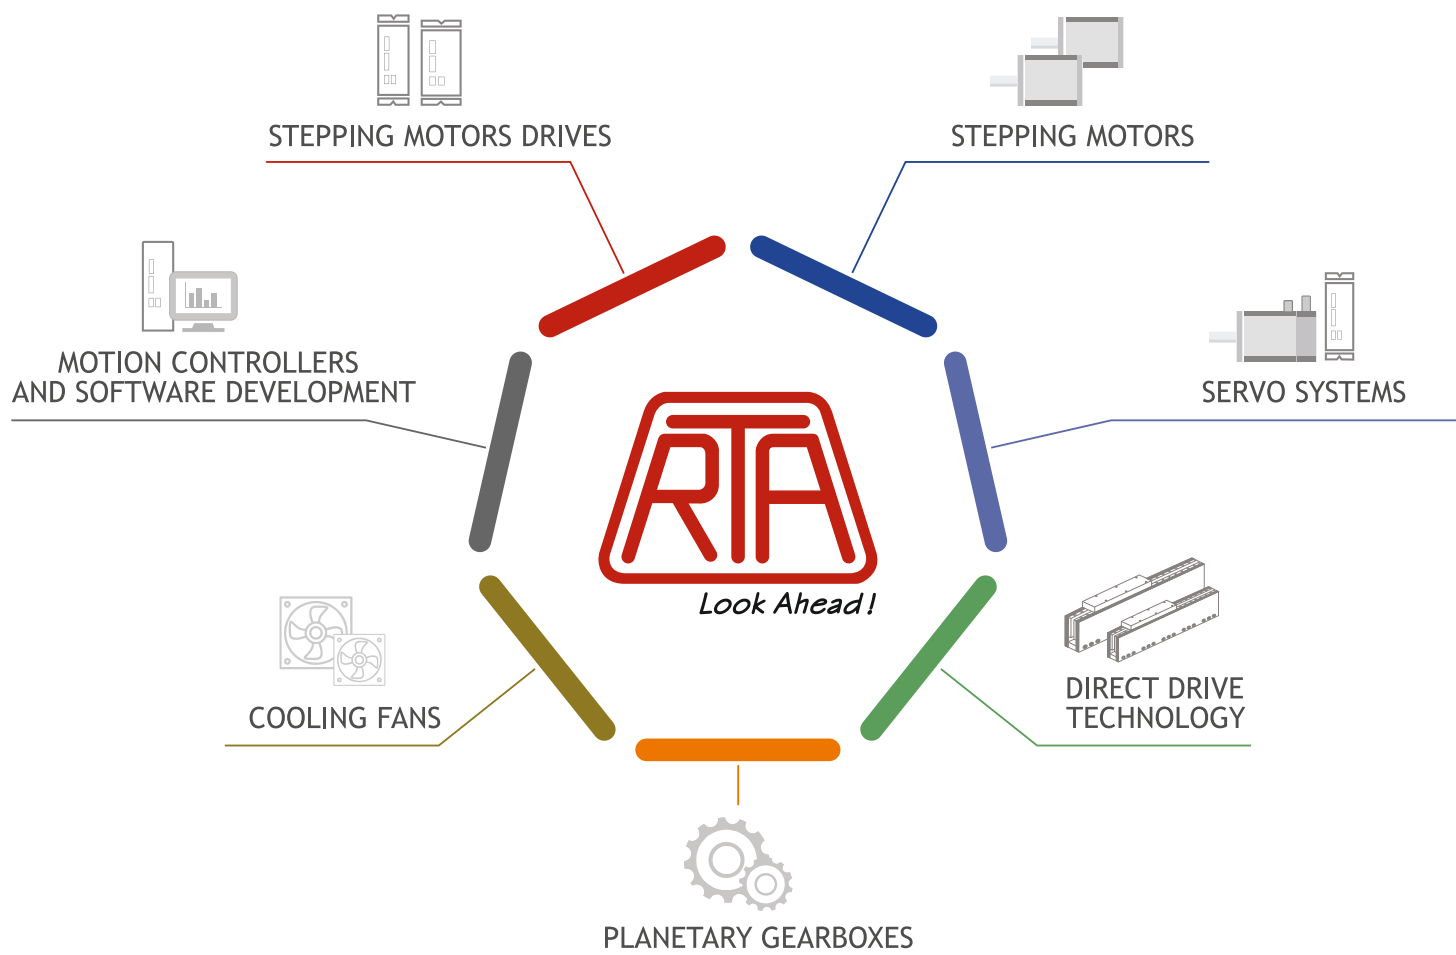 STEPPING MOTORS DRIVES
STEPPING MOTORS
MOTION CONTROLLERS
AND SOFTWARE DEVELOPMENT
SERVO SYSTEMS
RTA
Look Ahead!
COOLING FANS
DIRECT DRIVE
TECHNOLOGY
PLANETARY GEARBOXES